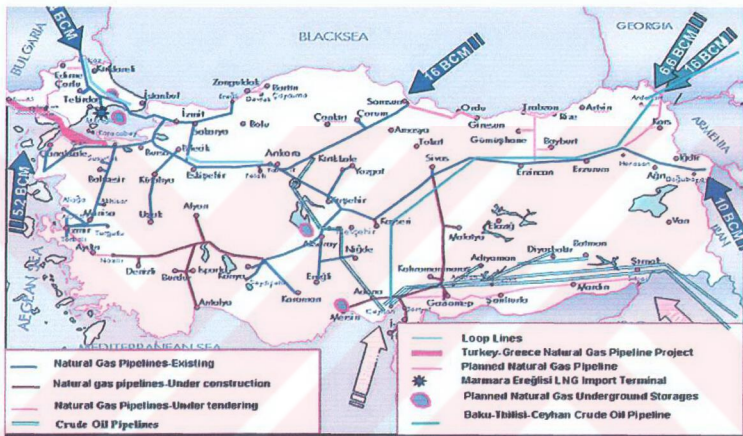 BULGARIA
BLACKSEA
GEORGIA
4 BCM
16 BCM
6.6 BCM
16 BCM
ARMENIA
Edirne
Kırklareli
Çorlu
Tekirdağ
İstanbul
Zonguldak
Bartın
Ereğli
İzmit
Sakarya
Bolu
Çankırı
Çorum
Samsun
Ordu
Giresun
Trabzon
Rize
Artvin
Ardahan
Kars
Amasya
Tokat
Gümüşhane
Bayburt
Çanakkale
Bursa
Bilecik
Eskişehir
Ankara
Kırıkkale
Yozgat
Sivas
Erzincan
Erzurum
Horasan
Ağrı
Iğdır
5.2 BCM
10 BCM
IRAN
Balıkesir
Kütahya
Manisa
Uşak
Afyon
İzmir
Kırşehir
Kayseri
Aksaray
Niğde
Malatya
Elazığ
Van
AEGEAN SEA
Aydın
Denizli
Burdur
Isparta
Konya
Ereğli
Karaman
Antalya
Adana
Mersin
Ceyhan
Kahramanmaraş
Gaziantep
Adıyaman
Diyarbakır
Batman
Şırnak
Mardin
Şanlıurfa
MEDITERRANEAN SEA
Natural Gas Pipelines-Existing
Natural gas pipelines-Under construction
Natural Gas Pipelines-Under tendering
Crude Oil Pipelines
Loop Lines
Turkey-Greece Natural Gas Pipeline Project
Planned Natural Gas Pipeline
Marmara Ereğlisi LNG Import Terminal
Planned Natural Gas Underground Storages
Baku-Tbilisi-Ceyhan Crude Oil Pipeline